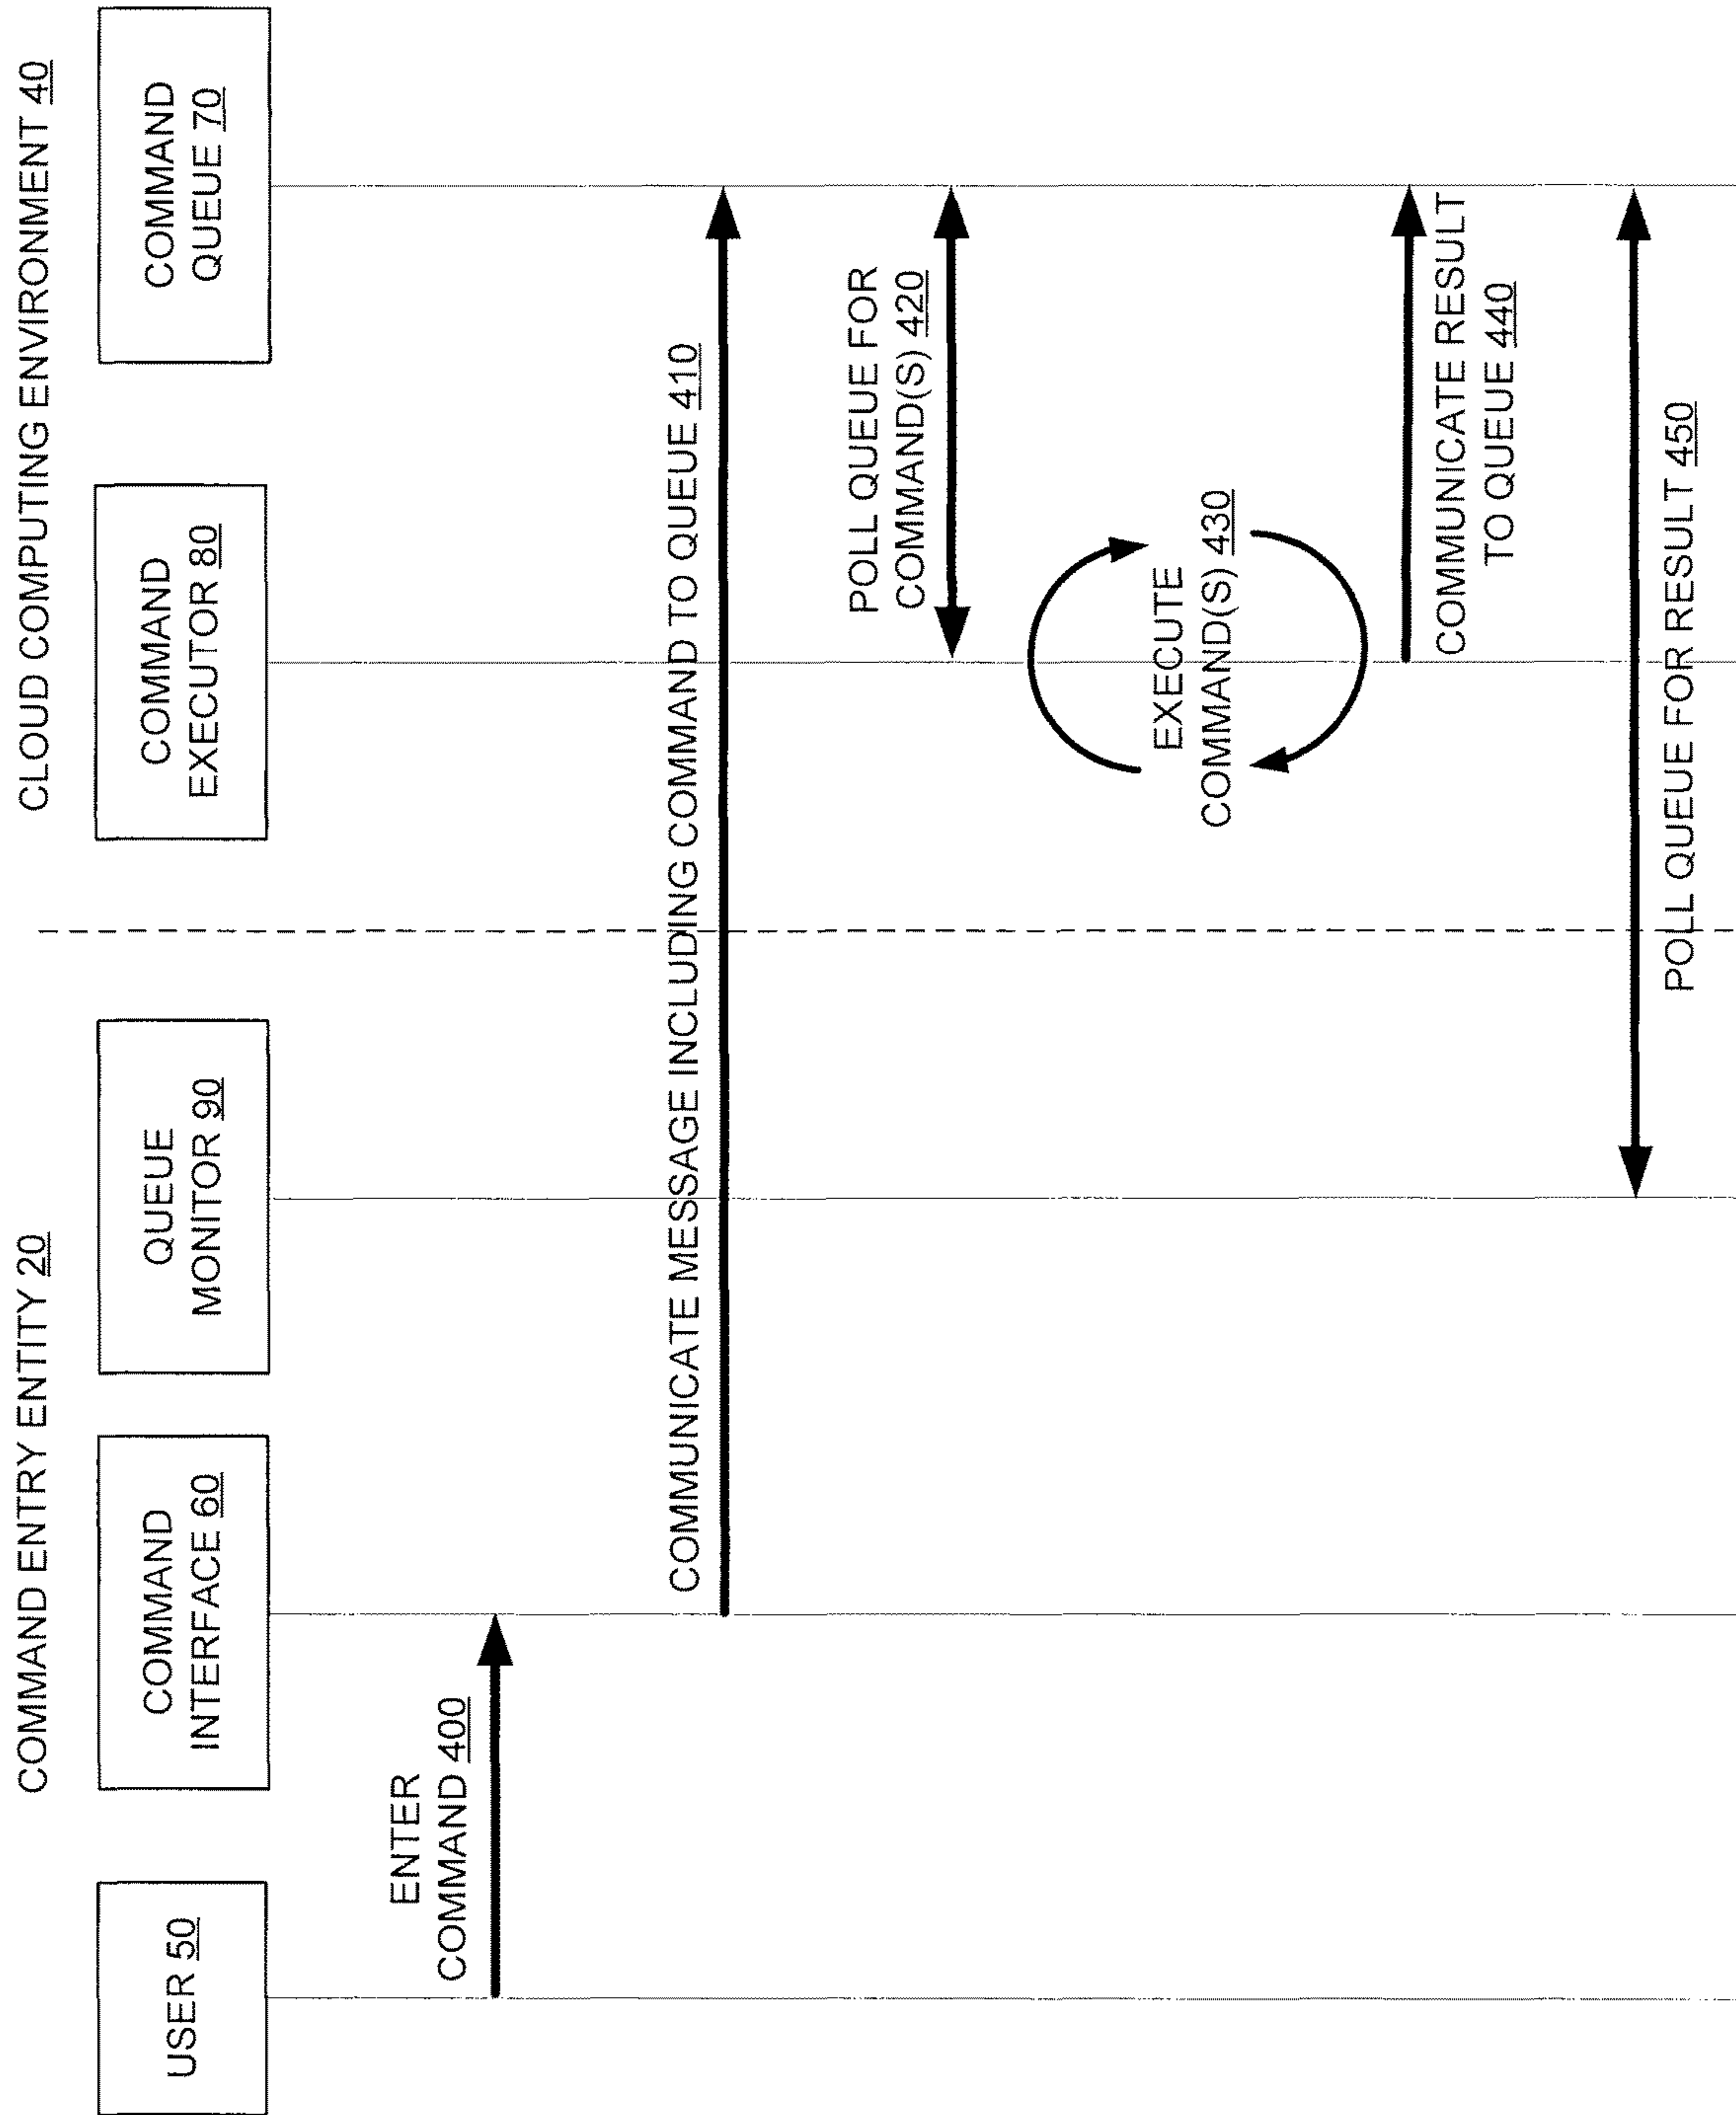 COMMAND ENTRY ENTITY 20
CLOUD COMPUTING ENVIRONMENT 40
USER 50
COMMAND
INTERFACE 60
QUEUE
MONITOR 90
COMMAND
EXECUTOR 80
COMMAND
QUEUE 70
ENTER
COMMAND 400
COMMUNICATE MESSAGE INCLUDING COMMAND TO QUEUE 410
POLL QUEUE FOR
COMMAND(S) 420
EXECUTE
COMMAND(S) 430
COMMUNICATE RESULT
TO QUEUE 440
POLL QUEUE FOR RESULT 450